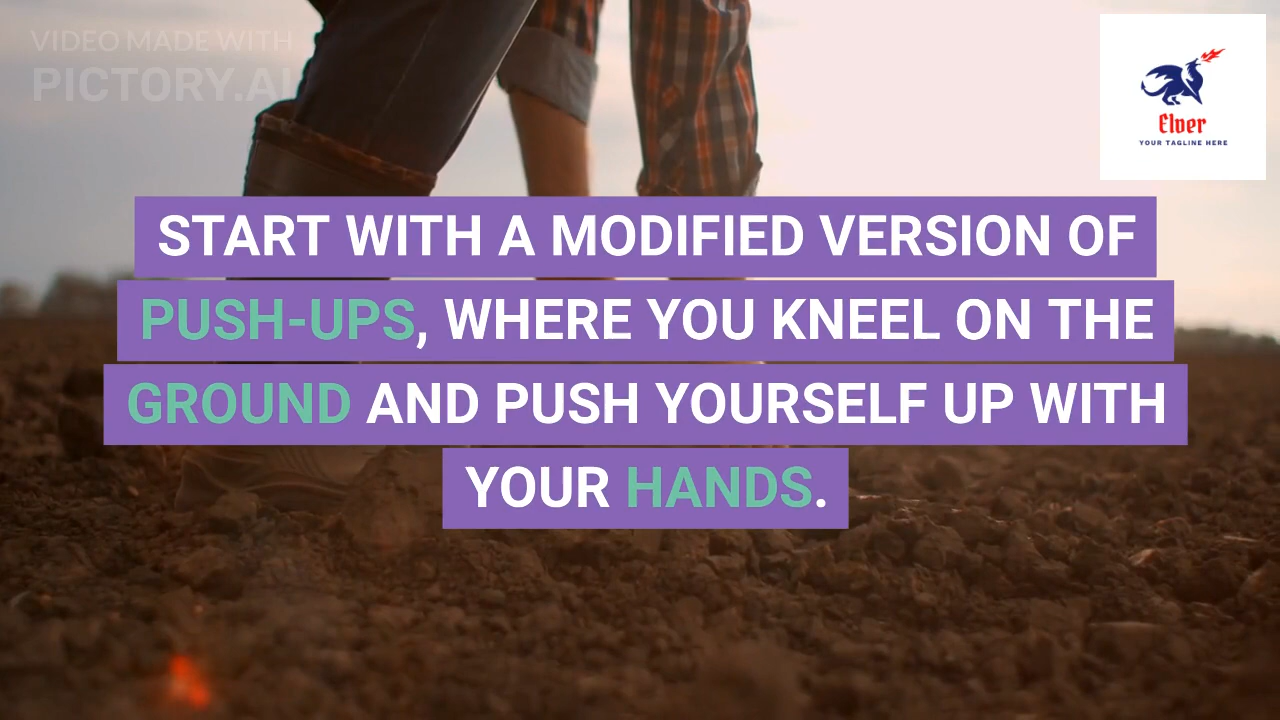 VIDEO MADE WITH
PICTORY.AI
Elver
YOUR TAGLINE HERE
START WITH A MODIFIED VERSION OF
PUSH-UPS, WHERE YOU KNEEL ON THE
GROUND AND PUSH YOURSELF UP WITH
YOUR HANDS.